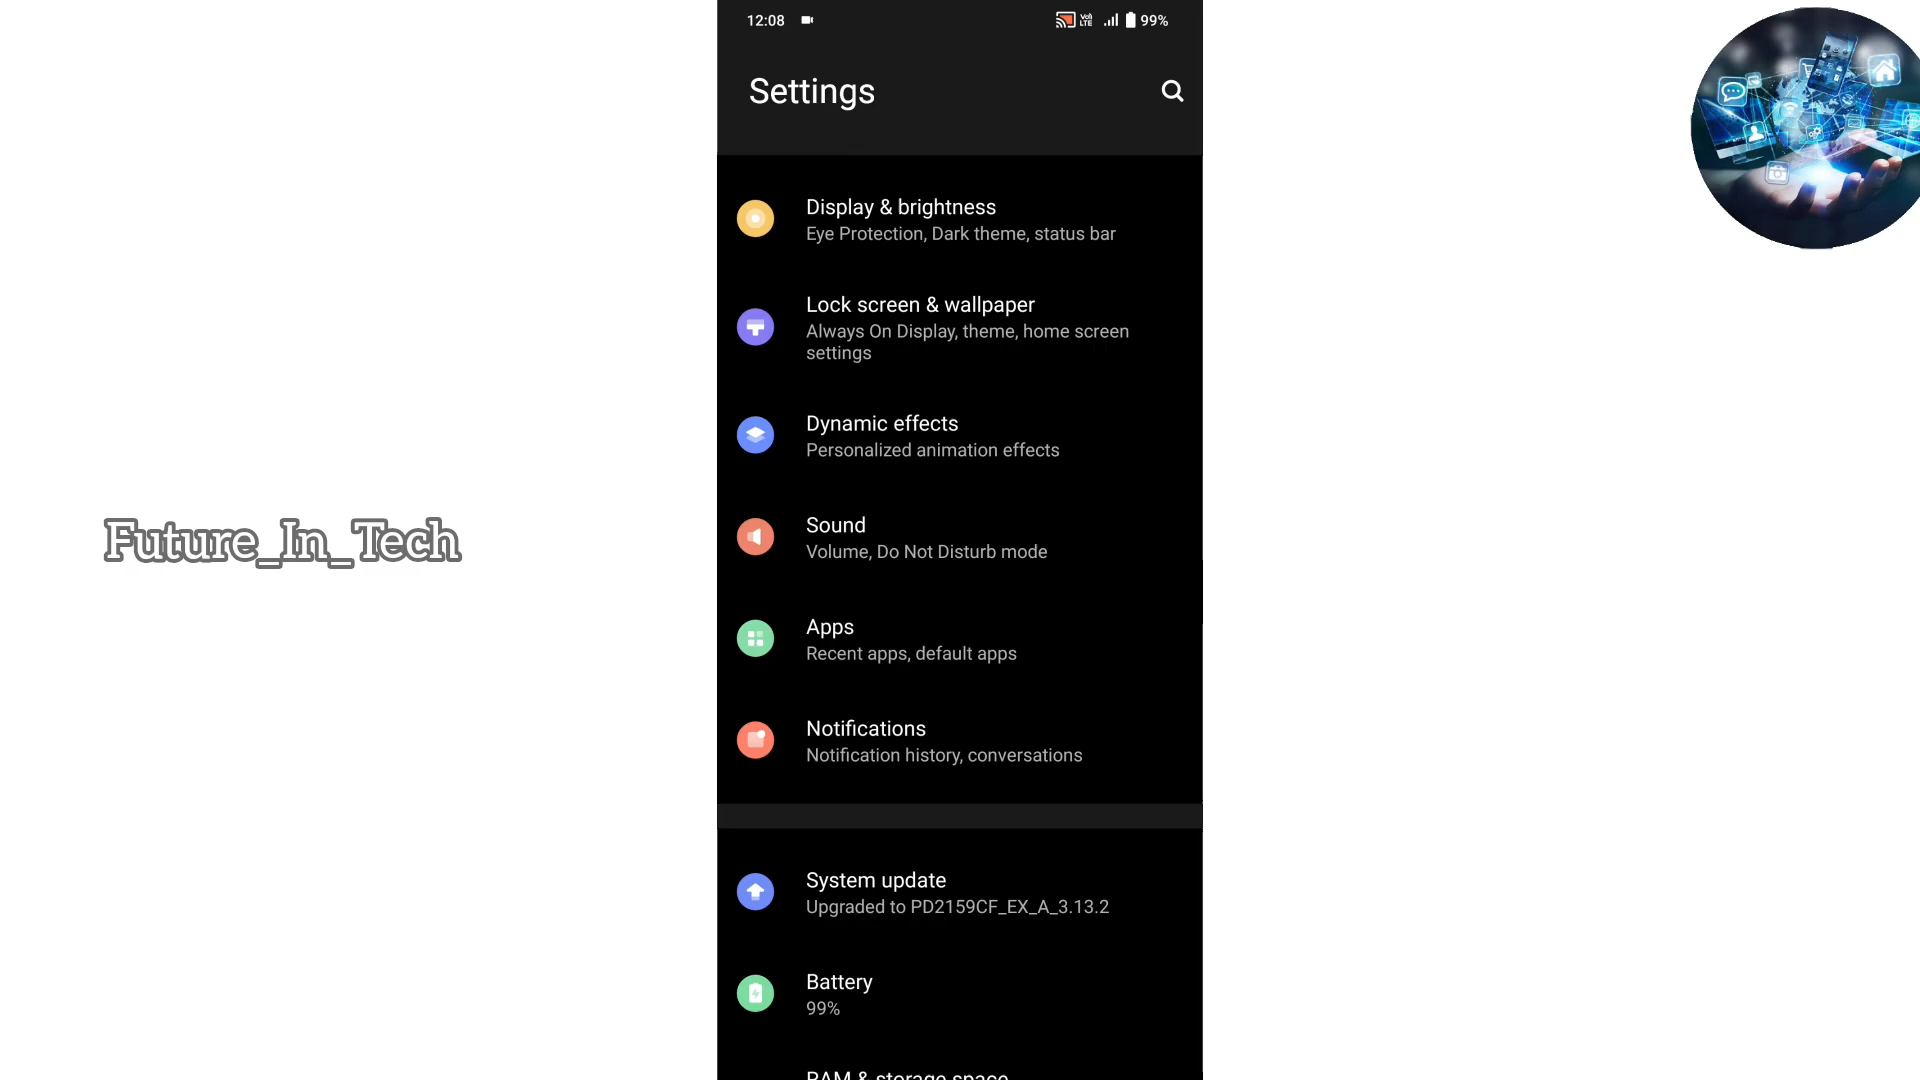 12:08
Vo) LTE 99%
Settings
Display & brightness
Eye Protection, Dark theme, status bar
Lock screen & wallpaper
Always On Display, theme, home screen
settings
Dynamic effects
Personalized animation effects
Sound
Volume, Do Not Disturb mode
Future_In_Tech
Apps
Recent apps, default apps
Notifications
Notification history, conversations
System update
Upgraded to PD2159CF_EX_A_3.13.2
Battery
99%
RAM & storage space